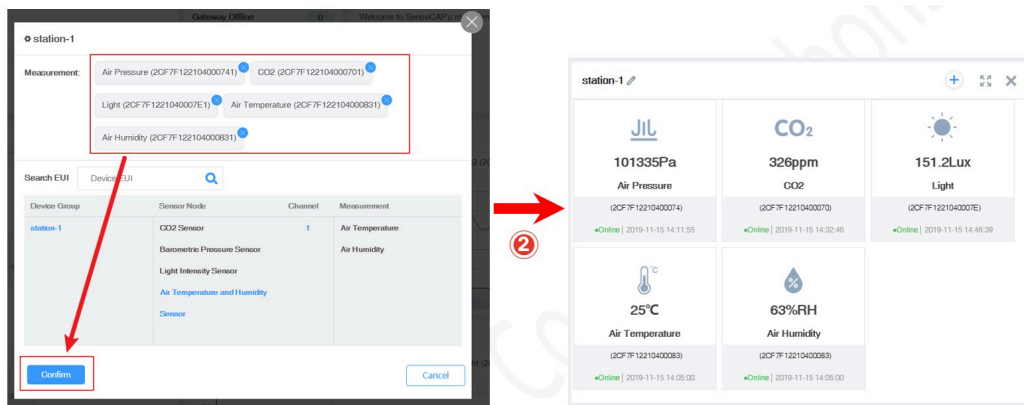 Gateway Offline 0 Welcome to SenseCAP's
station-1
Measurement:
Air Pressure (2CF7F122104000741) CO2 (2CF7F122104000701)
Light (2CF7F1221040007E1) Air Temperature (2CF7F122104000831)
Air Humidity (2CF7F122104000831)
Search EUI Device EUI
Device Group Sensor Node Channel Measurement
station-1 CO2 Sensor 1 Air Temperature
Barometric Pressure Sensor Air Humidity
Light Intensity Sensor
Air Temperature and Humidity
Sensor
Confirm Cancel
2
station-1
JIL CO2
101335Pa 326ppm 151.2Lux
Air Pressure CO2 Light
(2CF7F12210400074) (2CF7F12210400070) (2CF7F1221040007E)
Online | 2019-11-15 14:11:55 Online | 2019-11-15 14:32:46 Online | 2019-11-15 14:46:39
°C %
25℃ 63%RH
Air Temperature Air Humidity
(2CF7F12210400083) (2CF7F12210400083)
Online | 2019-11-15 14:05:00 Online | 2019-11-15 14:05:00